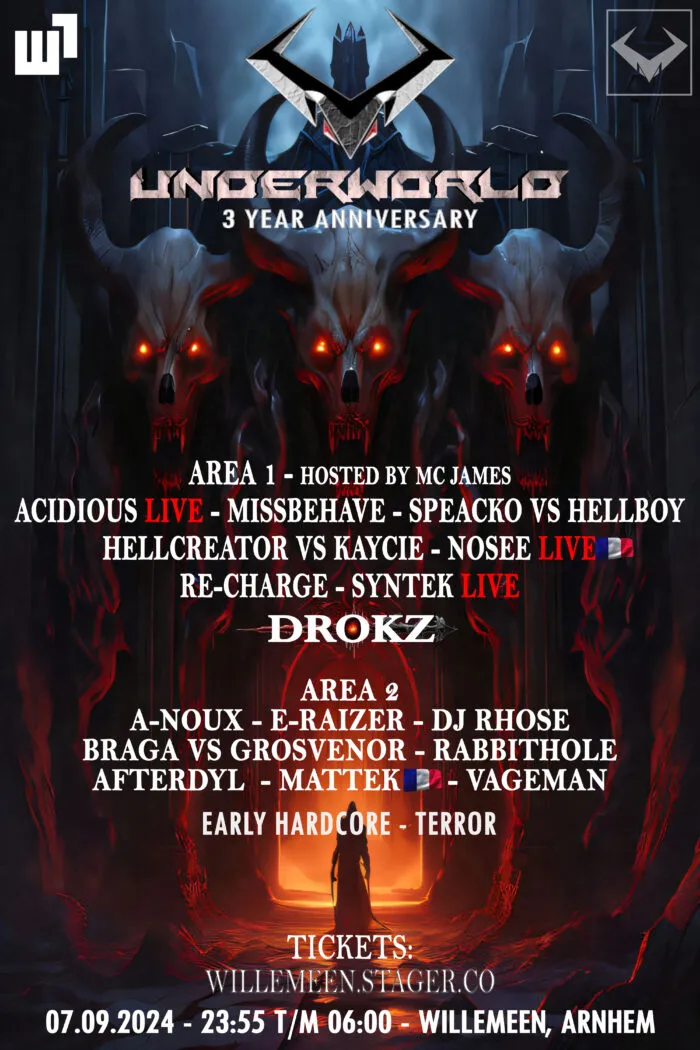 W1
UNDERWORLD
3 YEAR ANNIVERSARY
AREA 1 - HOSTED BY MC JAMES
ACIDIOUS LIVE - MISSBEHAVE - SPEACKO VS HELLBOY
HELLCREATOR VS KAYCIE - NOSEE LIVE
RE-CHARGE - SYNTEK LIVE
DROKZ
AREA 2
A-NOUX - E-RAIZER - DJ RHOSE
BRAGA VS GROSVENOR - RABBITHOLE
AFTERDYL - MATTEK - VAGEMAN
EARLY HARDCORE - TERROR
TICKETS:
WILLEMEEN.STAGER.CO
07.09.2024 - 23:55 T/M 06:00 - WILLEMEEN, ARNHEM